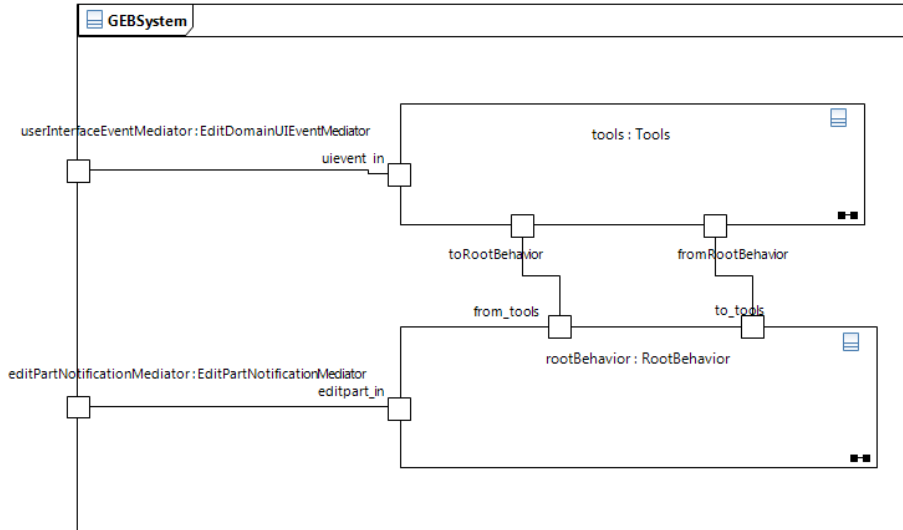 GEBSystem
userInterfaceEventMediator : EditDomainUIEventMediator
tools : Tools
uievent_in
toRootBehavior
fromRootBehavior
from_tools
to_tools
rootBehavior : RootBehavior
editPartNotificationMediator : EditPartNotificationMediator
editpart_in